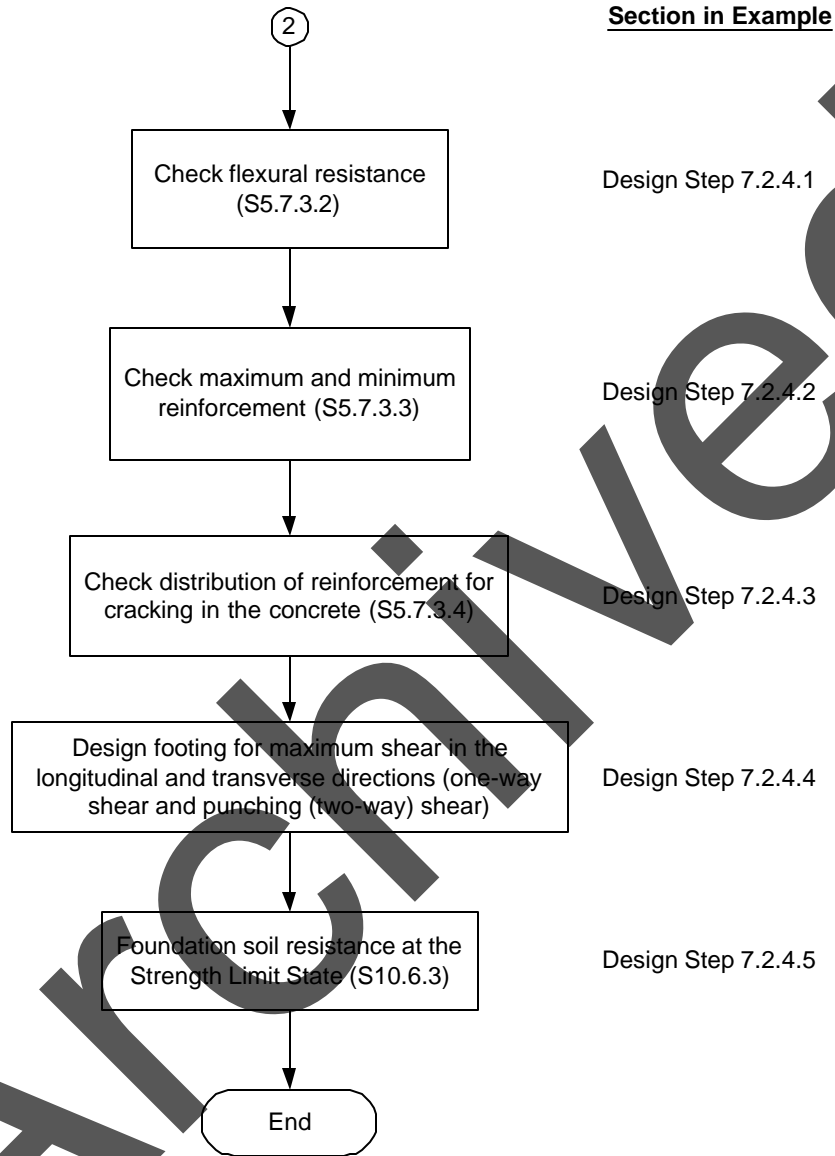 Section in Example
2
Check flexural resistance
(S5.7.3.2)
Design Step 7.2.4.1
Check maximum and minimum
reinforcement (S5.7.3.3)
Design Step 7.2.4.2
Check distribution of reinforcement for
cracking in the concrete (S5.7.3.4)
Design Step 7.2.4.3
Design footing for maximum shear in the
longitudinal and transverse directions (one-way
shear and punching (two-way) shear)
Design Step 7.2.4.4
Foundation soil resistance at the
Strength Limit State (S10.6.3)
Design Step 7.2.4.5
End